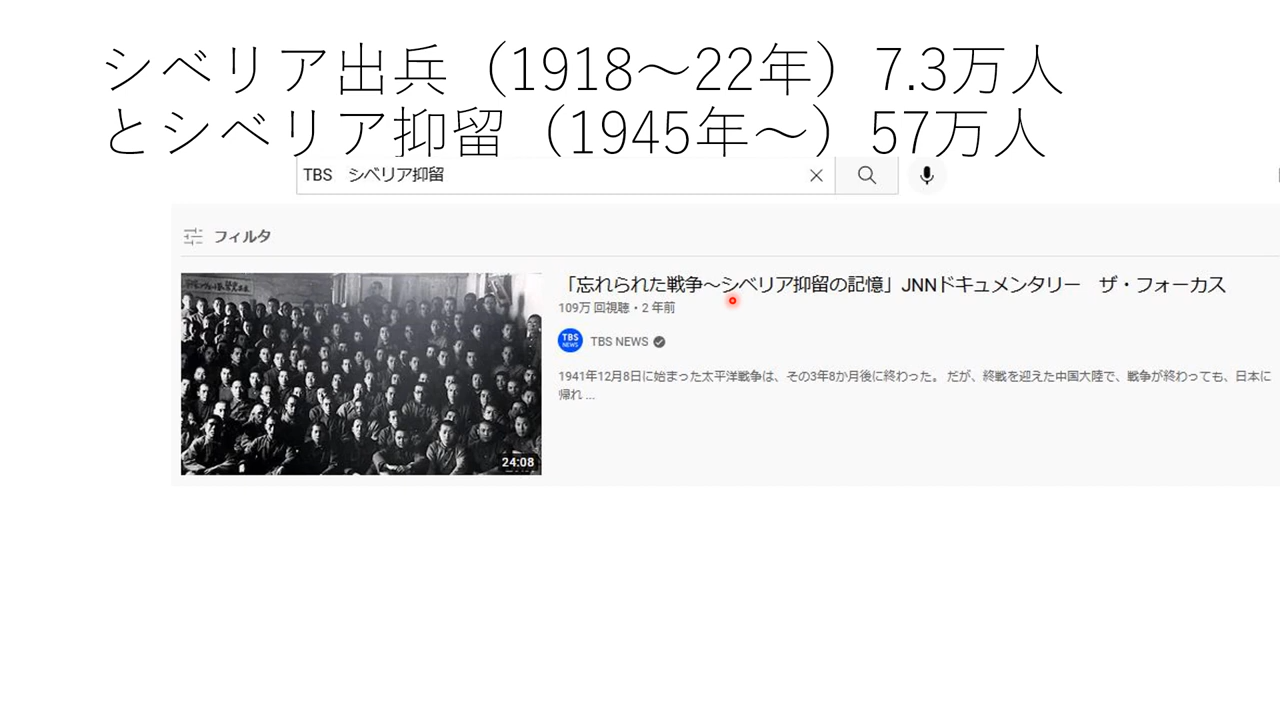 シベリア出兵（1918～22年）7.3万人
とシベリア抑留（1945年～）57万人
TBS　シベリア抑留
フィルタ
「忘れられた戦争～シベリア抑留の記憶」JNNドキュメンタリー　ザ・フォーカス
109万 回視聴・2 年前
TBS NEWS
TBS NEWS
1941年12月8日に始まった太平洋戦争は、その3年8か月後に終わった。 だが、終戦を迎えた中国大陸で、戦争が終わっても、日本に
帰れ ...
24:08